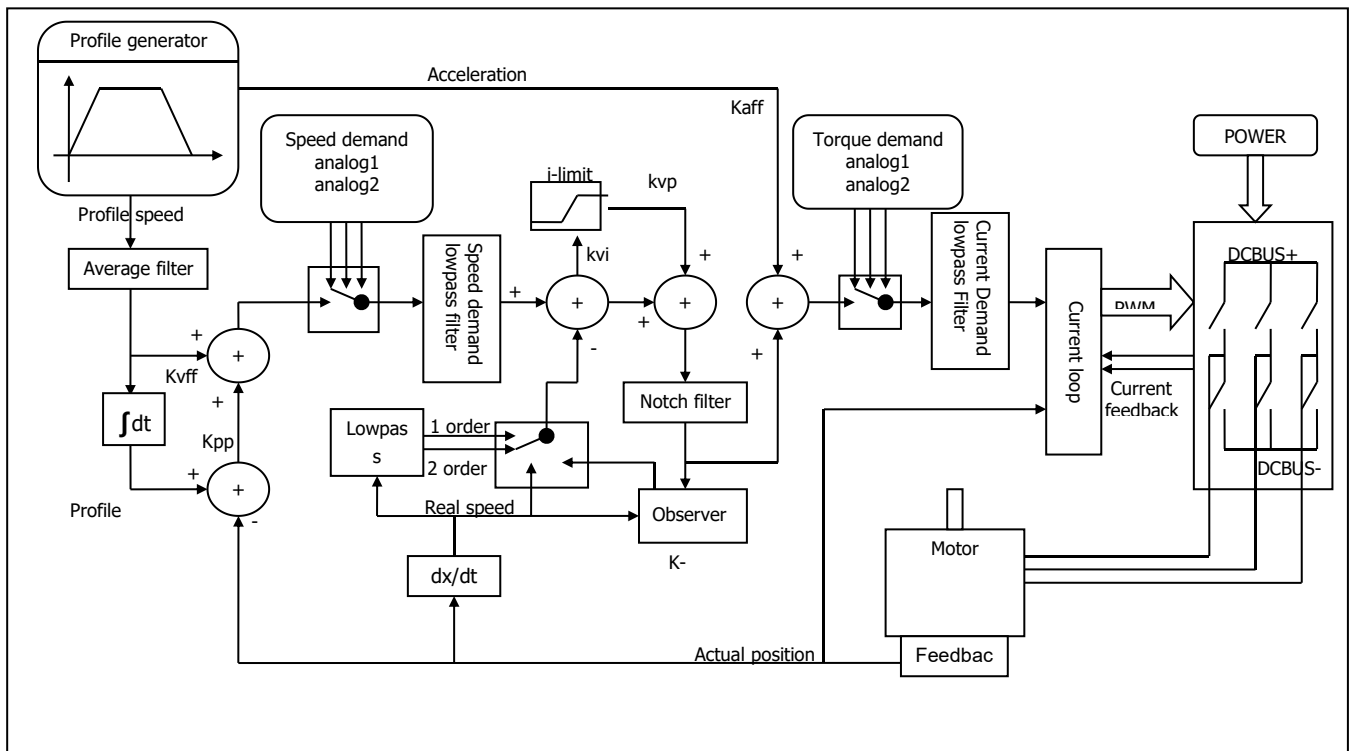 Profile generator
Acceleration
Kaff
Speed demand
analog1
analog2
Torque demand
analog1
analog2
POWER
i-limit
kvp
Profile speed
Average filter
Speed demand
lowpass filter
kvi
+
+
+
+
+
+
+
-
Current Demand
lowpass Filter
+
+
+
Current loop
PWM
DCBUS+
Current
feedback
DCBUS-
+
+
Kvff
+
∫dt
Kpp
+
+
-
Profile
Lowpas
s
1 order
2 order
Notch filter
Real speed
Observer
K-
dx/dt
Motor
Actual position
Feedbac